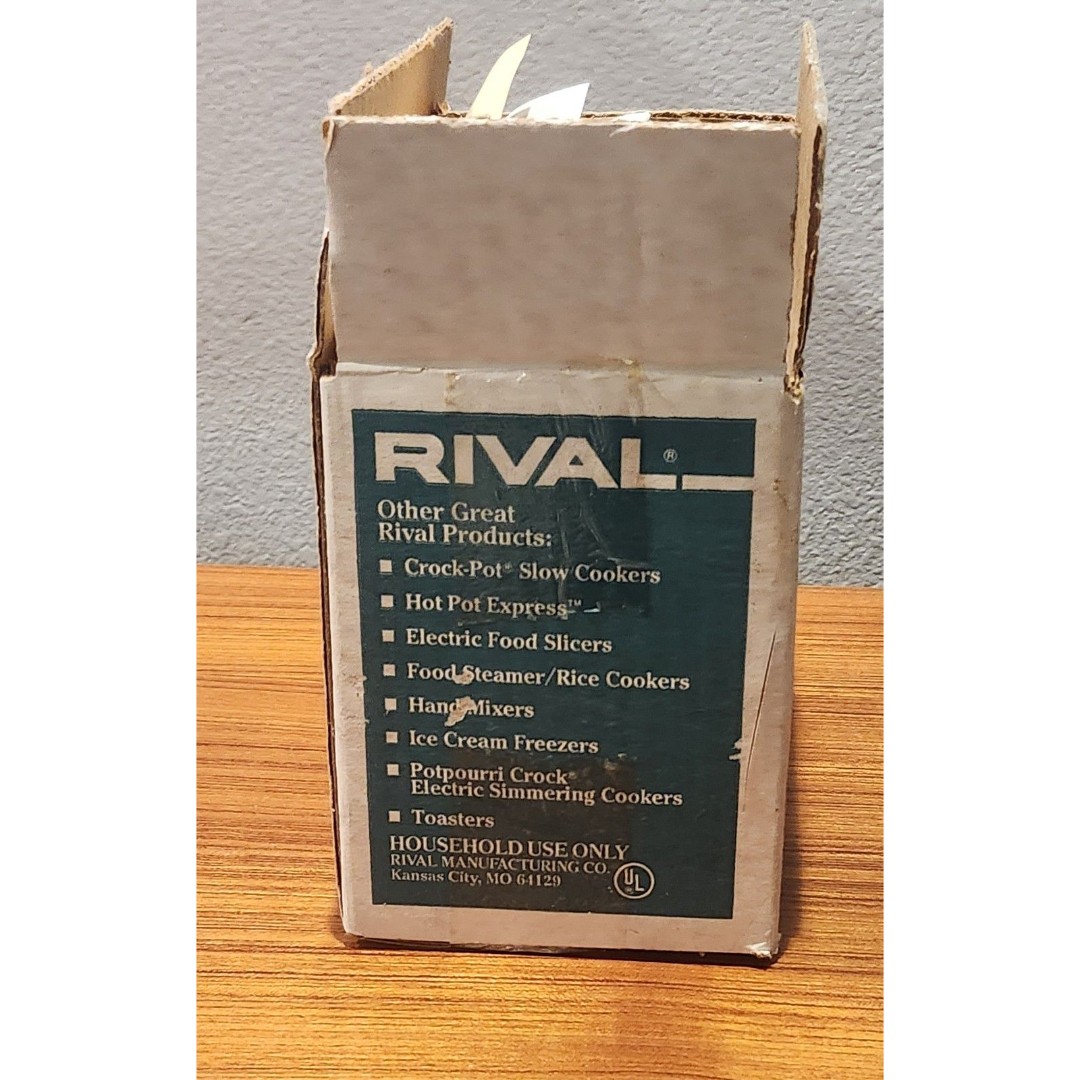 RIVAL®
Other Great
Rival Products:
■ Crock-Pot® Slow Cookers
■ Hot Pot Express™
■ Electric Food Slicers
■ Food Steamer/Rice Cookers
■ Hand Mixers
■ Ice Cream Freezers
■ Potpourri Crock®
Electric Simmering Cookers
■ Toasters
HOUSEHOLD USE ONLY
RIVAL MANUFACTURING CO.
Kansas City, MO 64129
UL